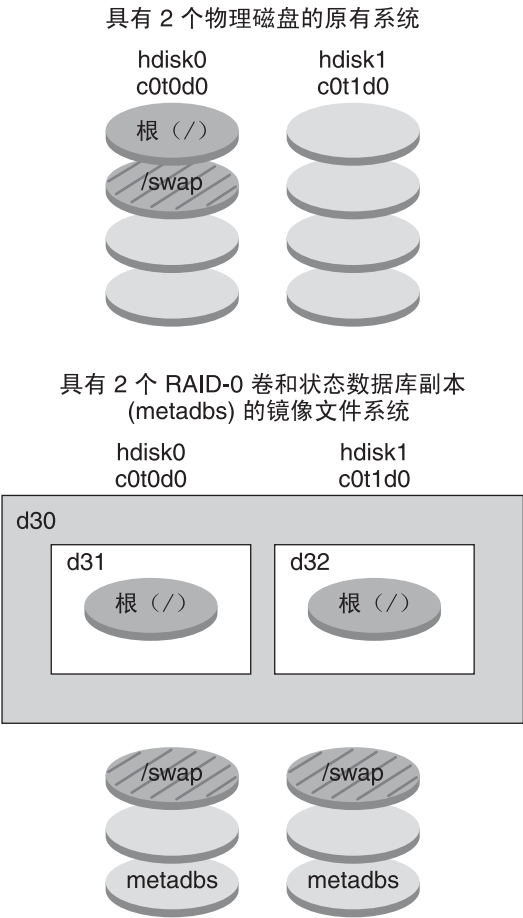 具有 2 个物理磁盘的原有系统
hdisk0
c0t0d0
hdisk1
c0t1d0
根（/）
/swap
具有 2 个 RAID-0 卷和状态数据库副本
(metadbs) 的镜像文件系统
hdisk0
c0t0d0
hdisk1
c0t1d0
d30
d31
根（/）
d32
根（/）
/swap
/swap
metadbs
metadbs